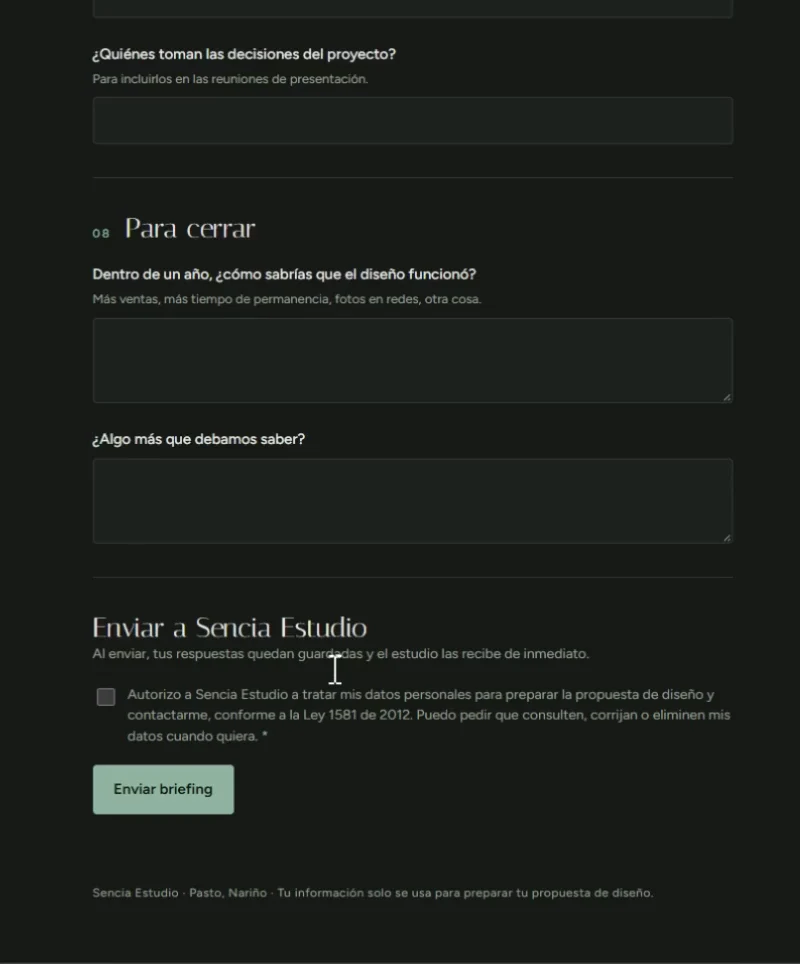 ¿Quiénes toman las decisiones del proyecto?
Para incluirlos en las reuniones de presentación.
08 Para cerrar
Dentro de un año, ¿cómo sabrías que el diseño funcionó?
Más ventas, más tiempo de permanencia, fotos en redes, otra cosa.
¿Algo más que debamos saber?
Enviar a Sencia Estudio
Al enviar, tus respuestas quedan guardadas y el estudio las recibe de inmediato.
Autorizo a Sencia Estudio a tratar mis datos personales para preparar la propuesta de diseño y
contactarme, conforme a la Ley 1581 de 2012. Puedo pedir que consulten, corrijan o eliminen mis
datos cuando quiera. *
Enviar briefing
Sencia Estudio · Pasto, Nariño · Tu información solo se usa para preparar tu propuesta de diseño.